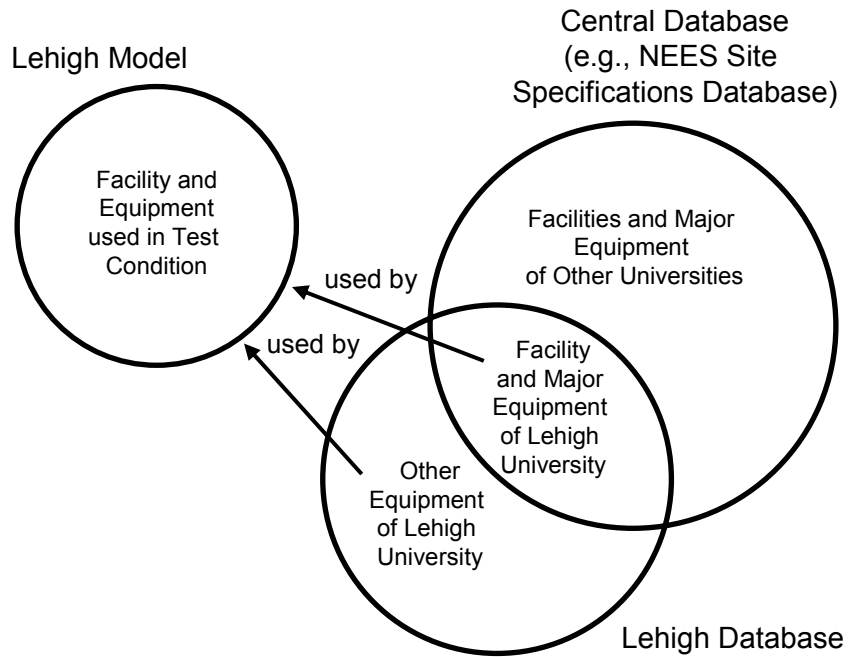 Central Database
(e.g., NEES Site
Specifications Database)
Lehigh Model
Facility and
Equipment
used in Test
Condition
Facilities and Major
Equipment
of Other Universities
used by
used by
Facility
and Major
Equipment
of Lehigh
University
Other
Equipment
of Lehigh
University
Lehigh Database